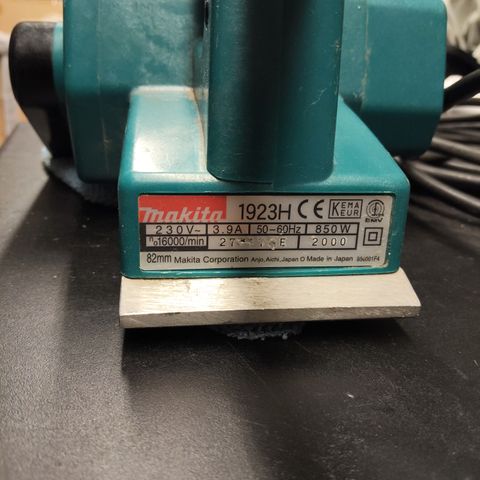 makita 1923H CE KEMA KEUR EMV
230V~ 3.9A 50-60Hz 850W
n₀16000/min 2000
82mm Makita Corporation Anjo, Aichi, Japan Made in Japan